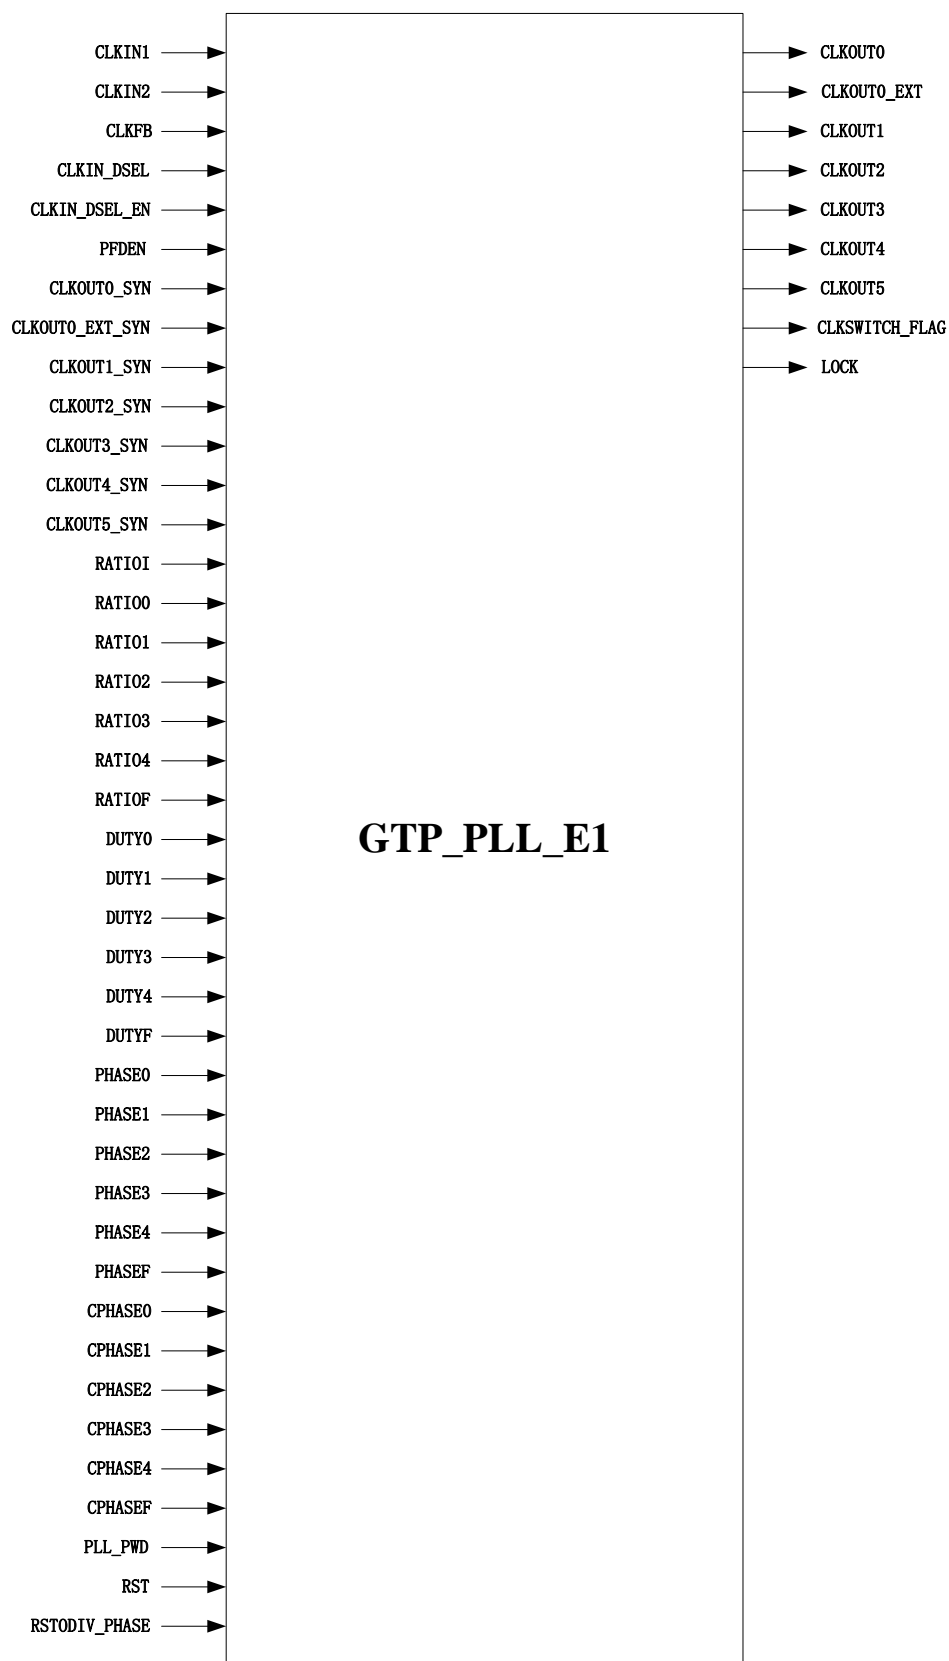 CLKIN1
CLKIN2
CLKFB
CLKIN_DSEL
CLKIN_DSEL_EN
PFDEN
CLKOUT0_SYN
CLKOUT0_EXT_SYN
CLKOUT1_SYN
CLKOUT2_SYN
CLKOUT3_SYN
CLKOUT4_SYN
CLKOUT5_SYN
RATIOI
RATIO0
RATIO1
RATIO2
RATIO3
RATIO4
RATIOF
DUTY0
DUTY1
DUTY2
DUTY3
DUTY4
DUTYF
PHASE0
PHASE1
PHASE2
PHASE3
PHASE4
PHASEF
CPHASE0
CPHASE1
CPHASE2
CPHASE3
CPHASE4
CPHASEF
PLL_PWD
RST
RSTODIV_PHASE
GTP_PLL_E1
CLKOUT0
CLKOUT0_EXT
CLKOUT1
CLKOUT2
CLKOUT3
CLKOUT4
CLKOUT5
CLKSWITCH_FLAG
LOCK